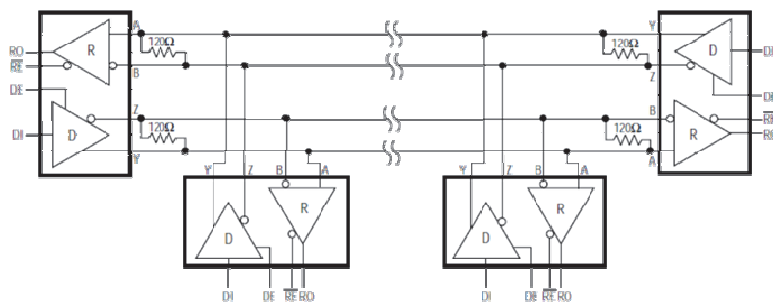 A Y
RO R 120Ω 120Ω D DI
RE B Z
DE Z B DE
DI D 120Ω 120Ω R RE
Y A RO
Y Z B A Y Z B A
D R D R
DI DE RE RO DI DE RE RO